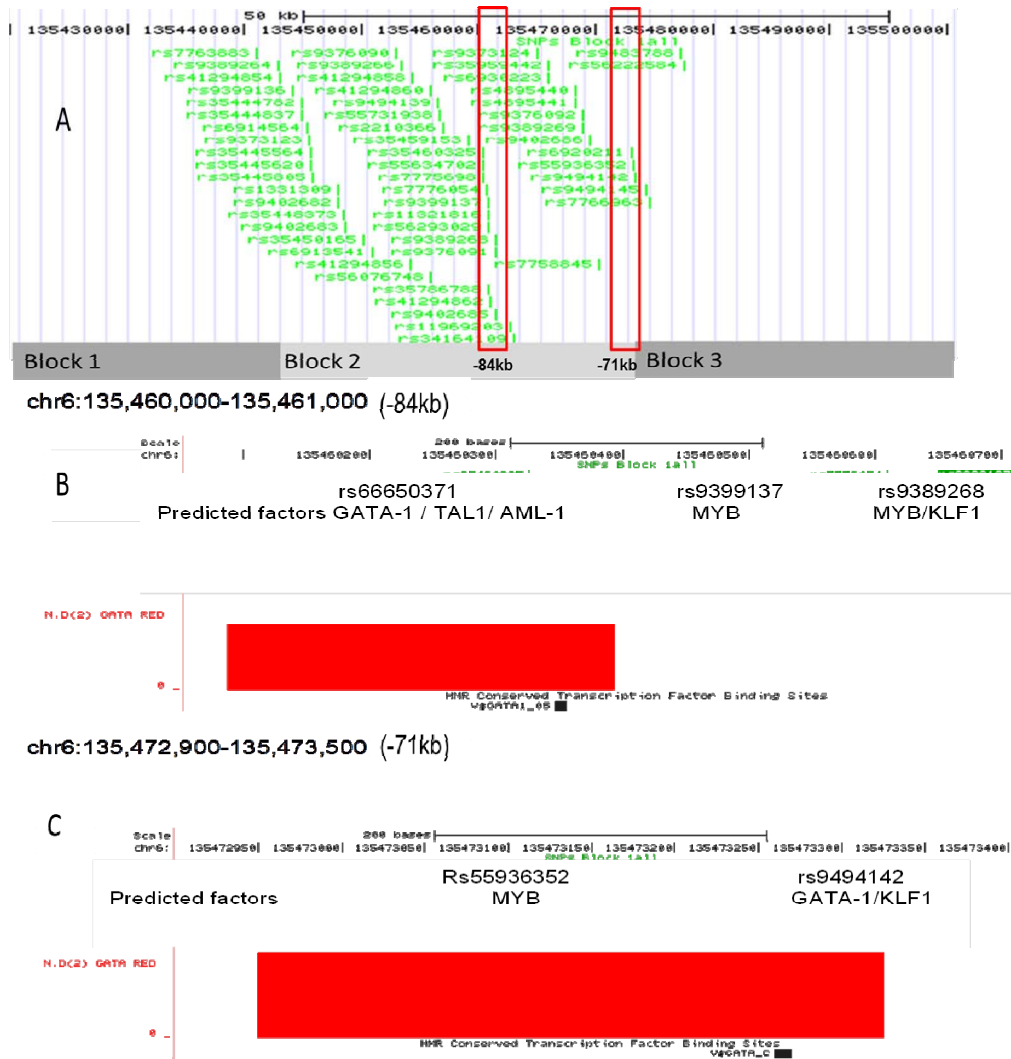 50 kb
135430000| 135440000| 135450000| 135460000| 135470000| 135480000| 135490000| 135500000|
SNPs Block 1all
rs7763883 rs9376090 rs9373124 rs9483788
rs9389264 rs9389266 rs35959442 rs56222584
rs41294854 rs41294858 rs6936223
rs9399136 rs41294860 rs4895440
rs35444782 rs9494139 rs4895441
rs35444837 rs55731938 rs9376092
rs6914564 rs2210366 rs9389269
rs9373123 rs35459153 rs9402686
rs35445564 rs35460325 rs6920211
rs35445620 rs55634702 rs55936352
rs35445805 rs7775698 rs9494142
rs1331309 rs7776054 rs9494145
rs9402682 rs9399137 rs7766963
rs35448373 rs11321816
rs9402683 rs56293029
rs35450165 rs9389268
rs6913541 rs9376091
rs41294856 rs7758845
rs56076748
rs35786788
rs41294862
rs9402685
rs11969203
rs34164109
A
Block 1 Block 2 -84kb -71kb Block 3
chr6:135,460,000-135,461,000 (-84kb)
Scale 200 bases
chr6: 135460200| 135460300| 135460400| 135460500| 135460600| 135460700|
SNPs Block 1all
B
rs66650371 rs9399137 rs9389268
Predicted factors GATA-1 / TAL1/ AML-1 MYB MYB/KLF1
N.D(2) GATA RED
0
HMR Conserved Transcription Factor Binding Sites
V$GATA1_05
chr6:135,472,900-135,473,500 (-71kb)
C
Scale 200 bases
chr6: 135472950| 135473000| 135473050| 135473100| 135473150| 135473200| 135473250| 135473300| 135473350| 135473400|
SNPs Block 1all
Rs55936352 rs9494142
Predicted factors MYB GATA-1/KLF1
N.D(2) GATA RED
0
HMR Conserved Transcription Factor Binding Sites
V$GATA_C